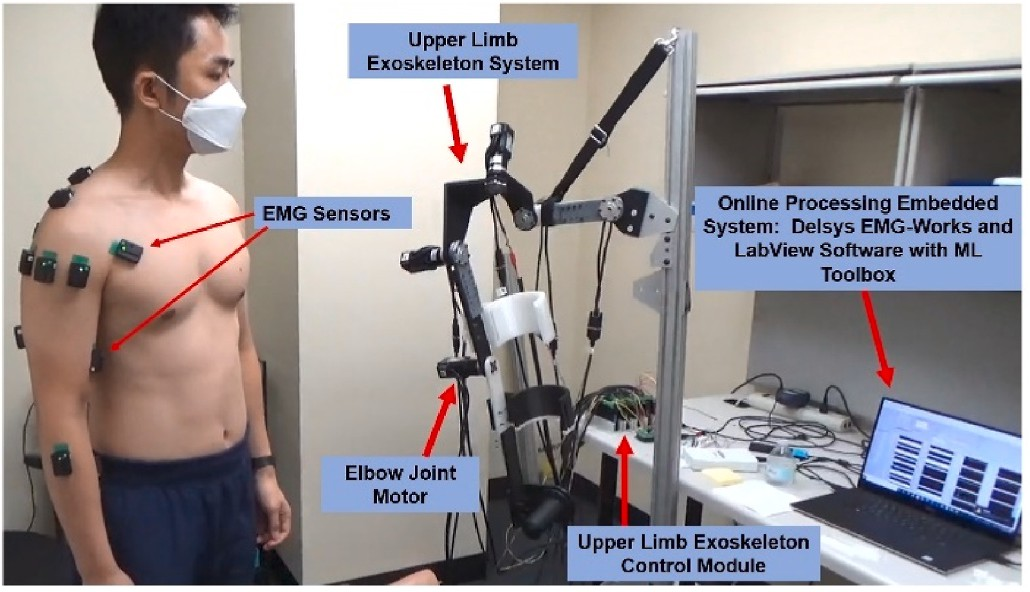 Upper Limb
Exoskeleton System
EMG Sensors
Online Processing Embedded
System: Delsys EMG-Works and
LabView Software with ML
Toolbox
Elbow Joint
Motor
Upper Limb Exoskeleton
Control Module